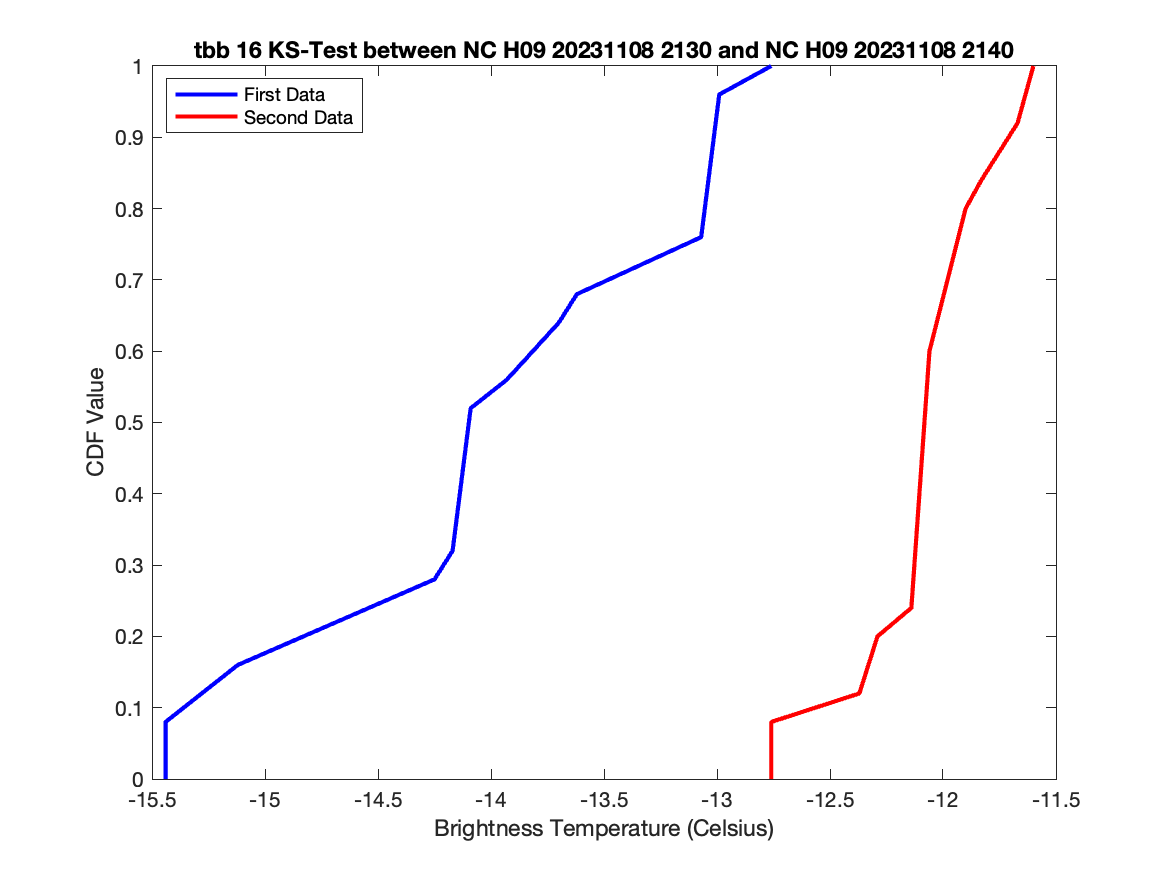 tbb 16 KS-Test between NC H09 20231108 2130 and NC H09 20231108 2140
First Data
Second Data
1
0.9
0.8
0.7
0.6
0.5
0.4
0.3
0.2
0.1
0
CDF Value
-15.5 -15 -14.5 -14 -13.5 -13 -12.5 -12 -11.5
Brightness Temperature (Celsius)